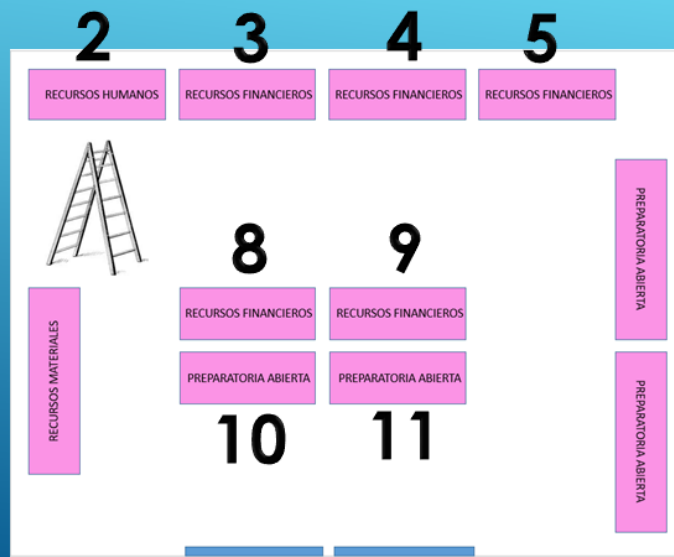 2 3 4 5
RECURSOS HUMANOS RECURSOS FINANCIEROS RECURSOS FINANCIEROS RECURSOS FINANCIEROS
PREPARATORIA ABIERTA
8 9
RECURSOS MATERIALES
RECURSOS FINANCIEROS RECURSOS FINANCIEROS
PREPARATORIA ABIERTA PREPARATORIA ABIERTA
PREPARATORIA ABIERTA
10 11